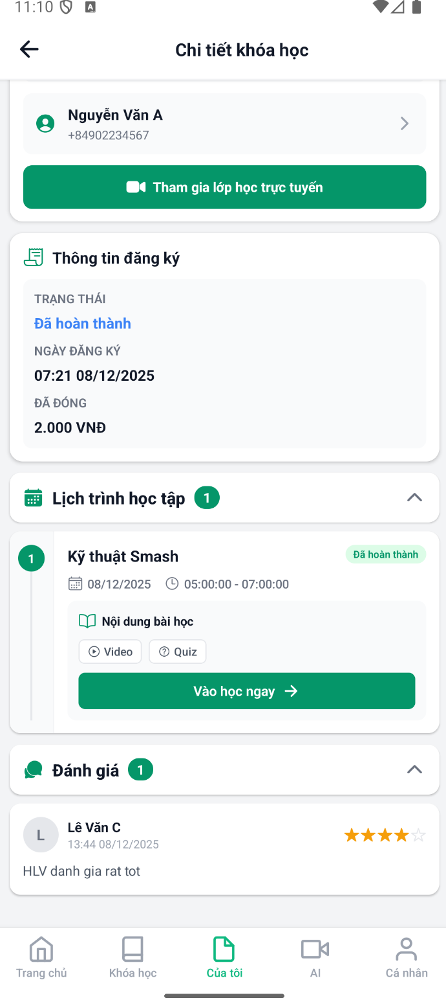 11:10
A
Chi tiết khóa học
Nguyễn Văn A
+84902234567
Tham gia lớp học trực tuyến
Thông tin đăng ký
TRẠNG THÁI
Đã hoàn thành
NGÀY ĐĂNG KÝ
07:21 08/12/2025
ĐÃ ĐÓNG
2.000 VNĐ
Lịch trình học tập 1
1 Kỹ thuật Smash Đã hoàn thành
08/12/2025 05:00:00 - 07:00:00
Nội dung bài học
Video Quiz
Vào học ngay
Đánh giá 1
L Lê Văn C
13:44 08/12/2025
HLV danh gia rat tot
Trang chủ Khóa học Của tôi AI Cá nhân